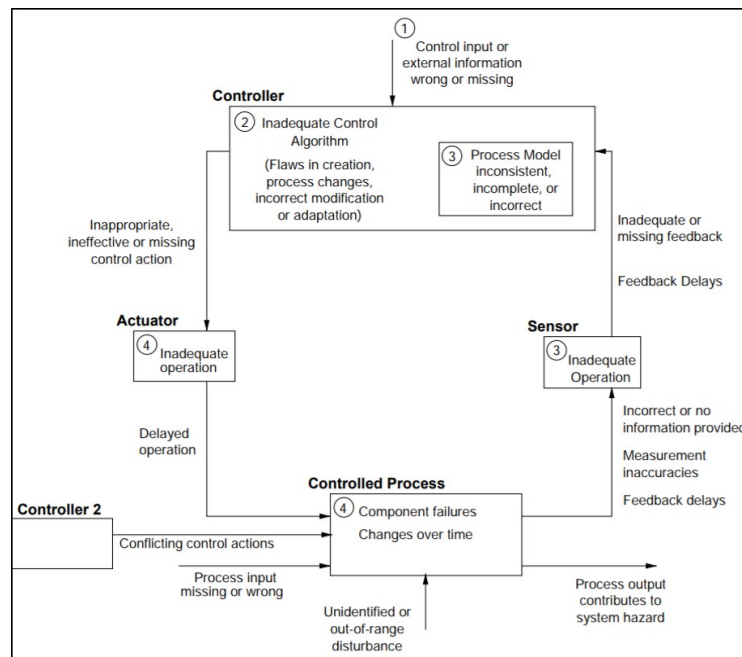 1
Control input or
external information
wrong or missing
Controller
2 Inadequate Control
Algorithm
(Flaws in creation,
process changes,
incorrect modification
or adaptation)
3 Process Model
inconsistent,
incomplete, or
incorrect
Inappropriate,
ineffective or missing
control action
Inadequate or
missing feedback
Feedback Delays
Actuator
4 Inadequate
operation
Sensor
3 Inadequate
Operation
Delayed
operation
Incorrect or no
information provided
Measurement
inaccuracies
Feedback delays
Controlled Process
4 Component failures
Changes over time
Controller 2
Conflicting control actions
Process input
missing or wrong
Unidentified or
out-of-range
disturbance
Process output
contributes to
system hazard